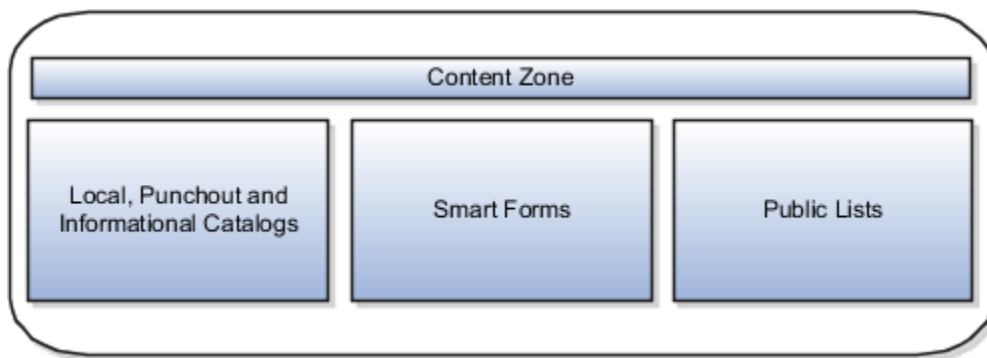 Content Zone
Local, Punchout and
Informational Catalogs
Smart Forms
Public Lists